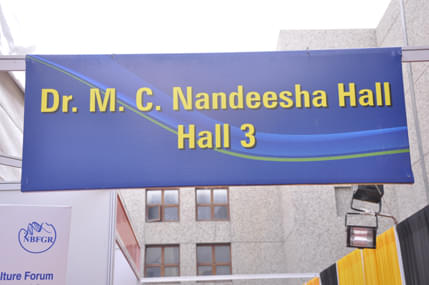 Dr. M. C. Nandeesha Hall
Hall 3
NBFGR
lture Forum